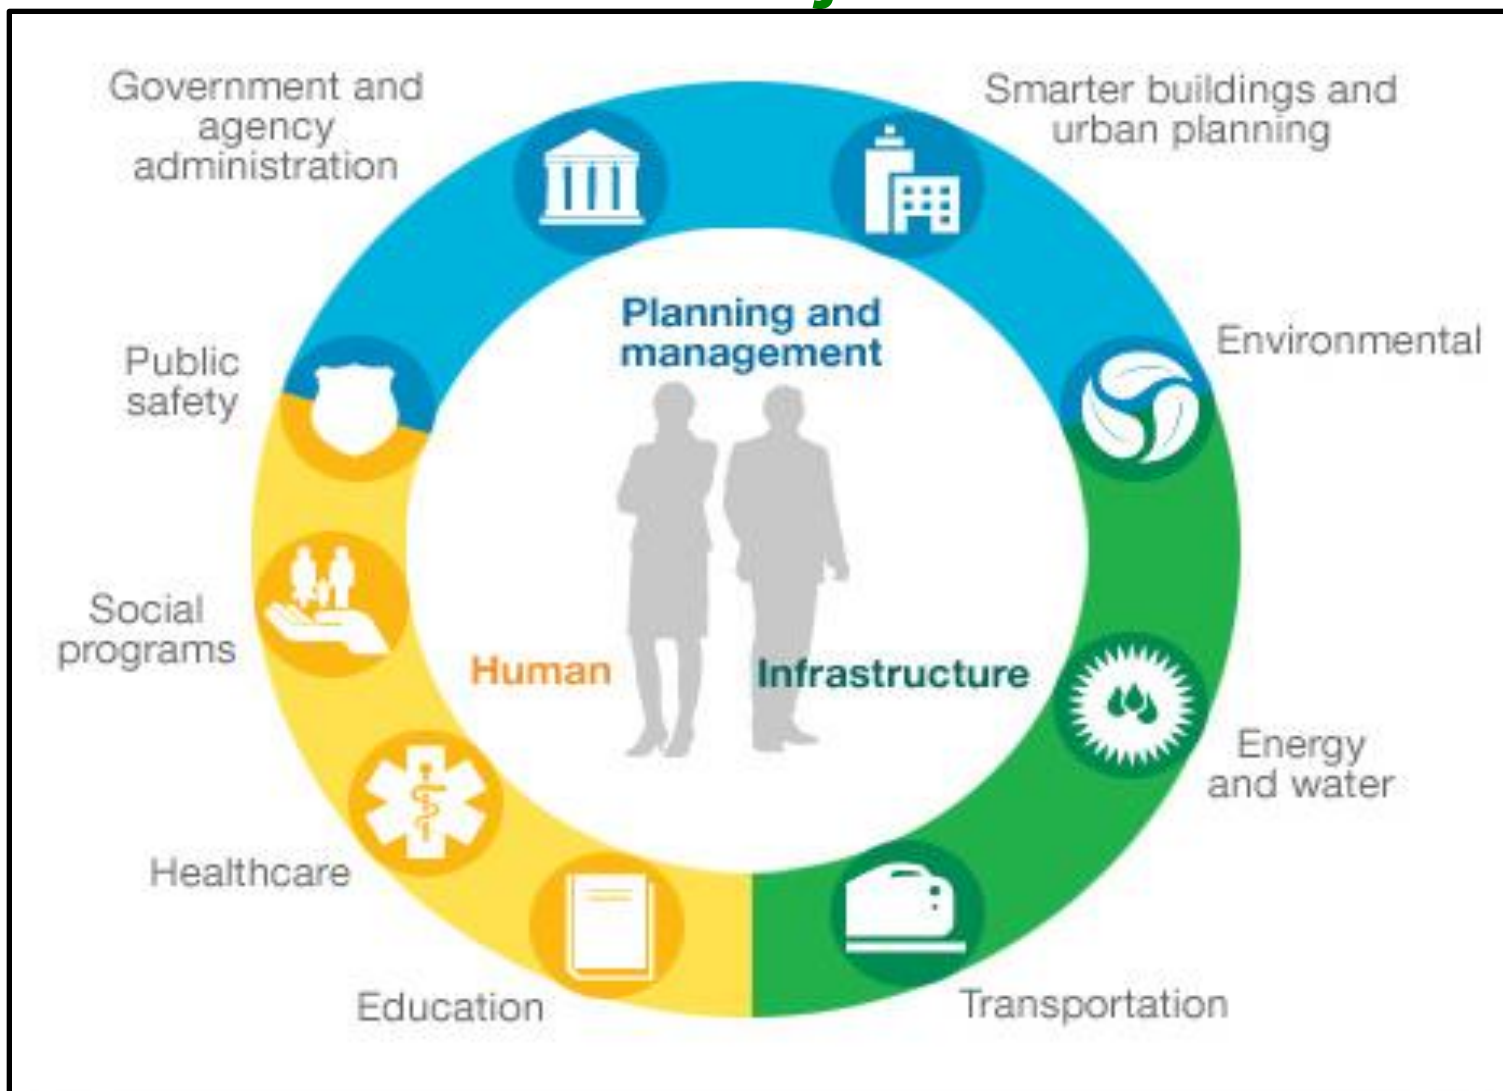 Government and
agency
administration
Smarter buildings and
urban planning
Planning and
management
Environmental
Public
safety
Social
programs
Human
Infrastructure
Energy
and water
Healthcare
Education
Transportation